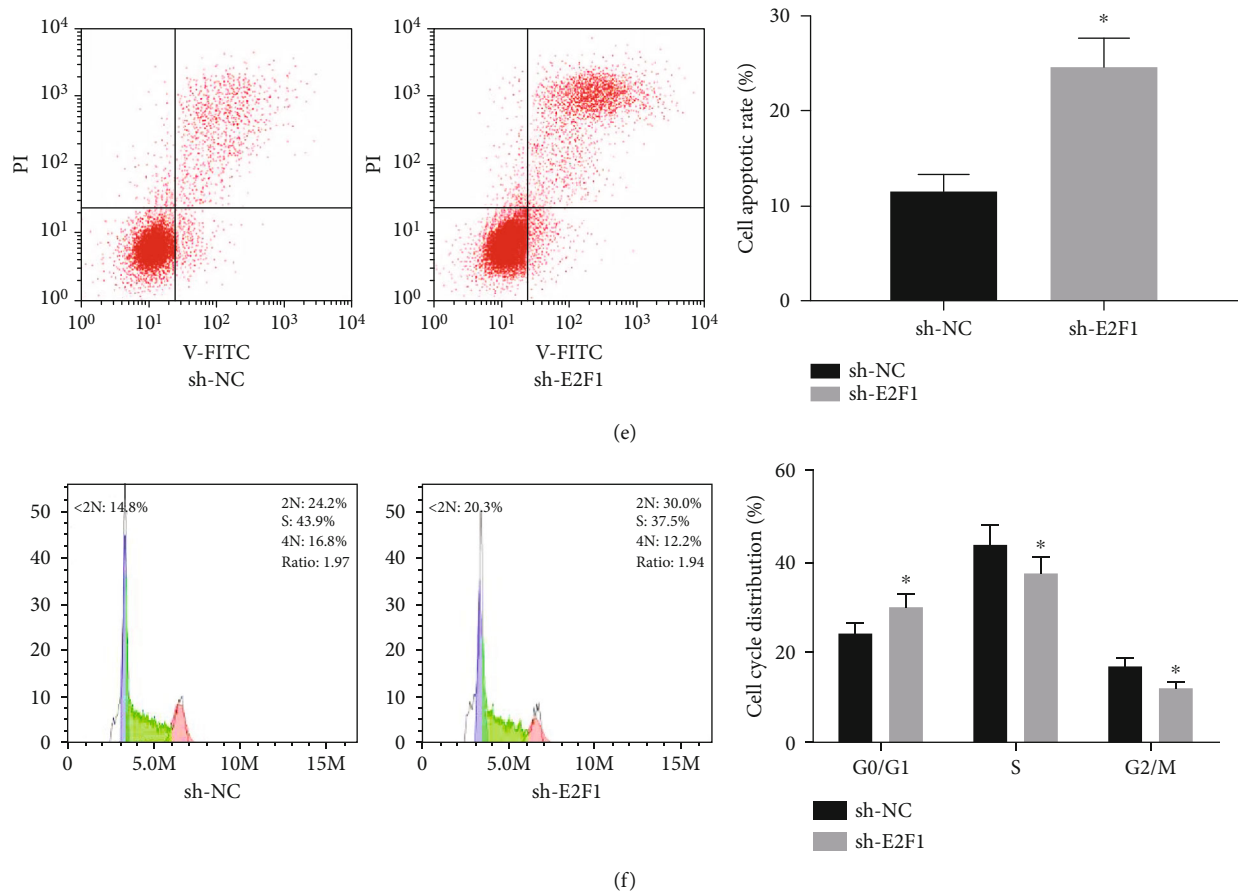 10⁴
10³
10²
10¹
10⁰
PI
10⁰ 10¹ 10² 10³ 10⁴
V-FITC
sh-NC
10⁴
10³
10²
10¹
10⁰
PI
10⁰ 10¹ 10² 10³ 10⁴
V-FITC
sh-E2F1
30
20
10
0
Cell apoptotic rate (%)
*
sh-NC sh-E2F1
sh-NC
sh-E2F1
(e)
50
40
30
20
10
0
<2N: 14.8%
2N: 24.2%
S: 43.9%
4N: 16.8%
Ratio: 1.97
0 5.0M 10M 15M
sh-NC
50
40
30
20
10
0
<2N: 20.3%
2N: 30.0%
S: 37.5%
4N: 12.2%
Ratio: 1.94
0 5.0M 10M 15M
sh-E2F1
60
40
20
0
Cell cycle distribution (%)
*
*
*
G0/G1 S G2/M
sh-NC
sh-E2F1
(f)